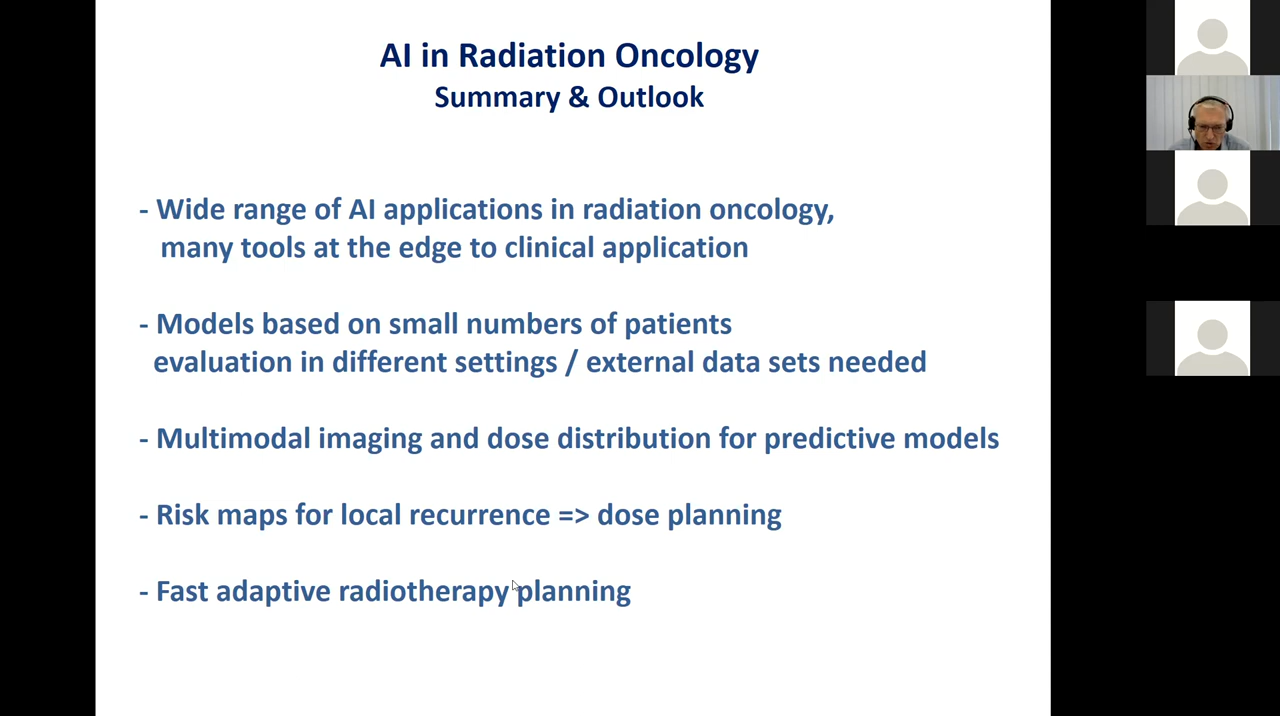 AI in Radiation Oncology
Summary & Outlook
- Wide range of AI applications in radiation oncology,
many tools at the edge to clinical application
- Models based on small numbers of patients
evaluation in different settings / external data sets needed
- Multimodal imaging and dose distribution for predictive models
- Risk maps for local recurrence => dose planning
- Fast adaptive radiotherapy planning